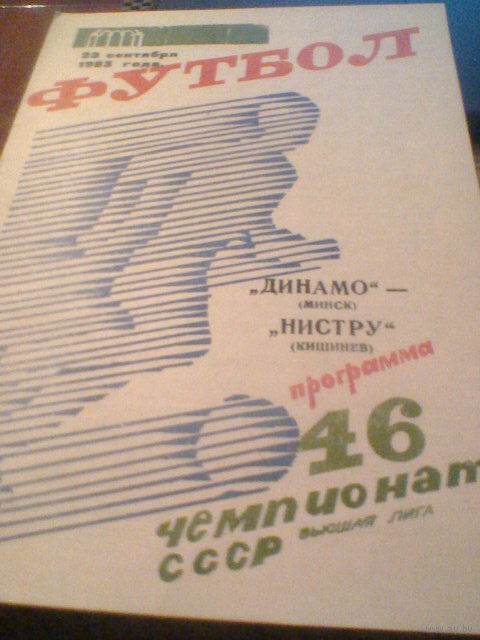 23 сентября
1983 года
ФУТБОЛ
„ДИНАМО“ —
(МИНСК)
„НИСТРУ“
(КИШИНЕВ)
программа
46
чемпионат
СССР высшая лига